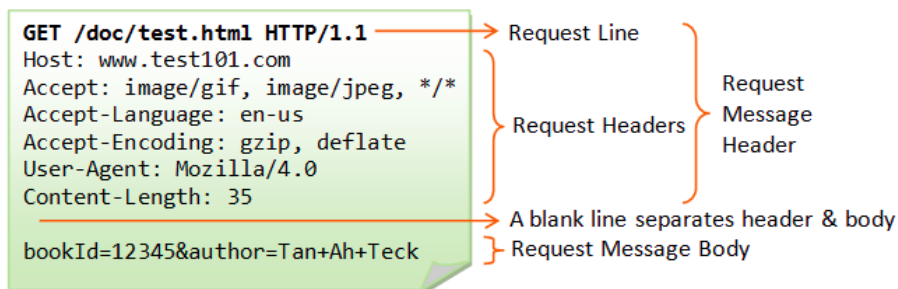 GET /doc/test.html HTTP/1.1
Host: www.test101.com
Accept: image/gif, image/jpeg, */*
Accept-Language: en-us
Accept-Encoding: gzip, deflate
User-Agent: Mozilla/4.0
Content-Length: 35
bookId=12345&author=Tan+Ah+Teck
Request Line
Request Headers
Request
Message
Header
A blank line separates header & body
Request Message Body